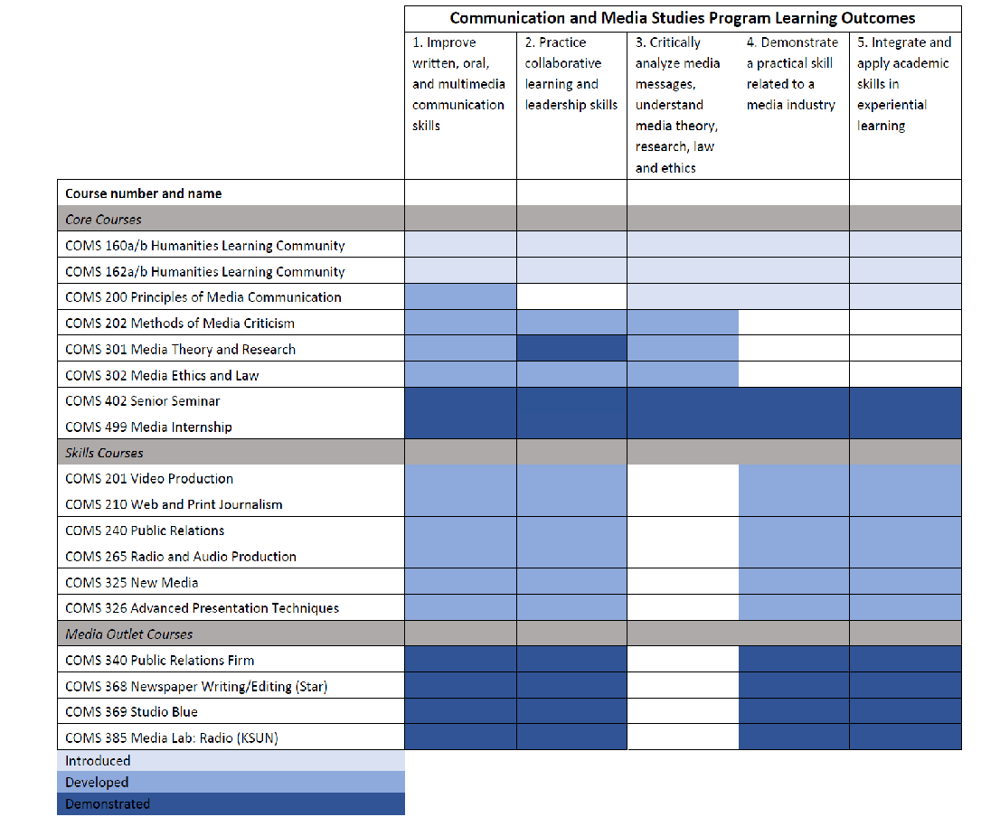 Communication and Media Studies Program Learning Outcomes
1. Improve written, oral, and multimedia communication skills
2. Practice collaborative learning and leadership skills
3. Critically analyze media messages, understand media theory, research, law and ethics
4. Demonstrate a practical skill related to a media industry
5. Integrate and apply academic skills in experiential learning
Course number and name
Core Courses
COMS 160a/b Humanities Learning Community
COMS 162a/b Humanities Learning Community
COMS 200 Principles of Media Communication
COMS 202 Methods of Media Criticism
COMS 301 Media Theory and Research
COMS 302 Media Ethics and Law
COMS 402 Senior Seminar
COMS 499 Media Internship
Skills Courses
COMS 201 Video Production
COMS 210 Web and Print Journalism
COMS 240 Public Relations
COMS 265 Radio and Audio Production
COMS 325 New Media
COMS 326 Advanced Presentation Techniques
Media Outlet Courses
COMS 340 Public Relations Firm
COMS 368 Newspaper Writing/Editing (Star)
COMS 369 Studio Blue
COMS 385 Media Lab: Radio (KSUN)
Introduced
Developed
Demonstrated